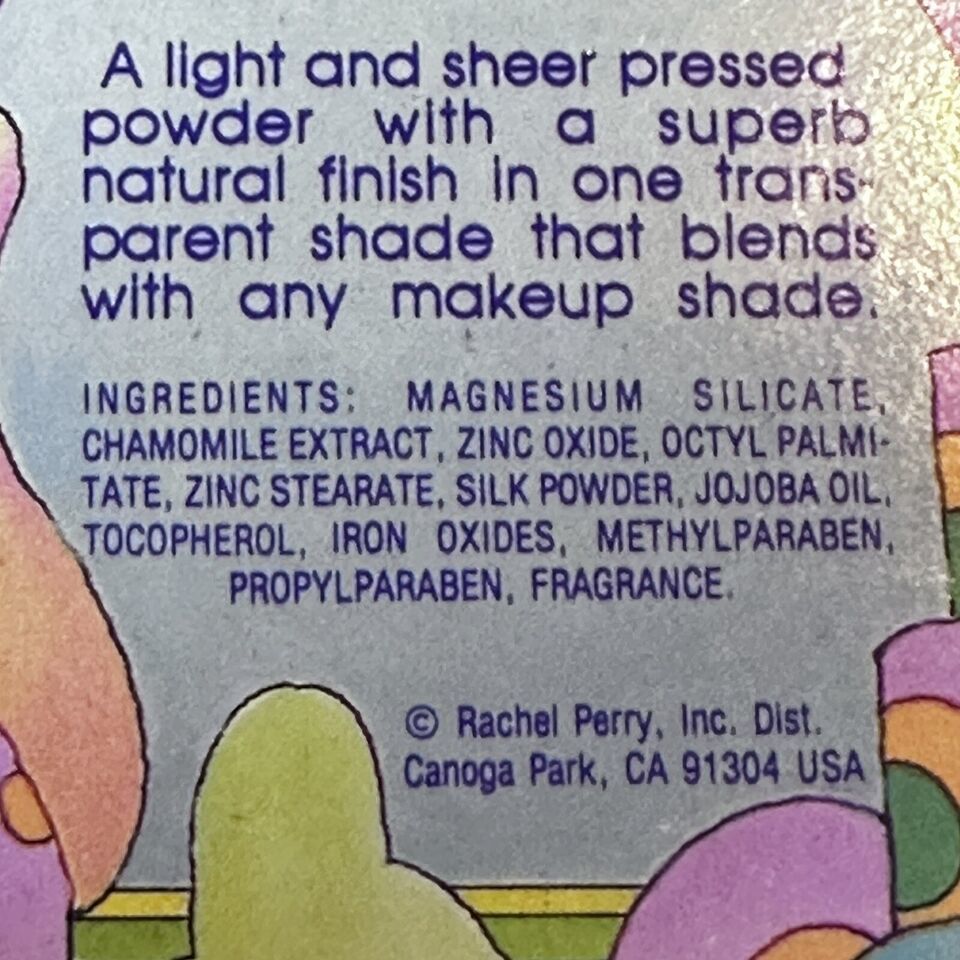 A light and sheer pressed
powder with a superb
natural finish in one trans-
parent shade that blends
with any makeup shade.
INGREDIENTS: MAGNESIUM SILICATE,
CHAMOMILE EXTRACT, ZINC OXIDE, OCTYL PALMI-
TATE, ZINC STEARATE, SILK POWDER, JOJOBA OIL,
TOCOPHEROL, IRON OXIDES, METHYLPARABEN,
PROPYLPARABEN, FRAGRANCE.
© Rachel Perry, Inc. Dist.
Canoga Park, CA 91304 USA